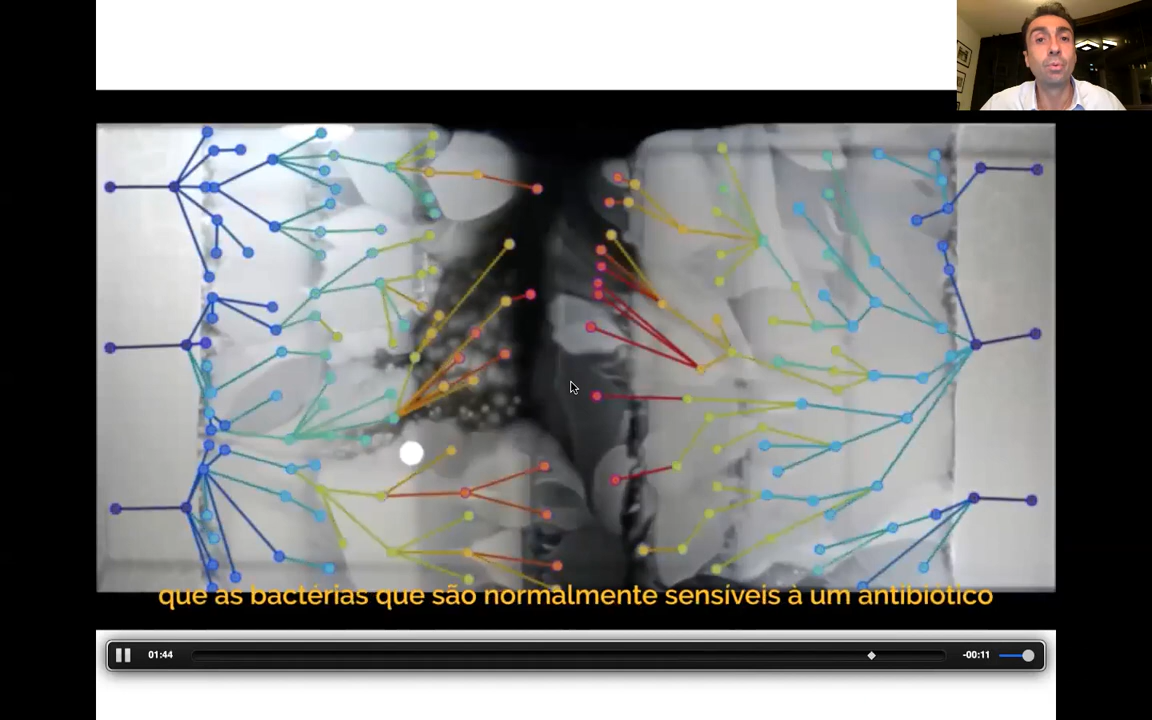 que as bactérias que são normalmente sensíveis à um antibiótico
01:44
-00:11